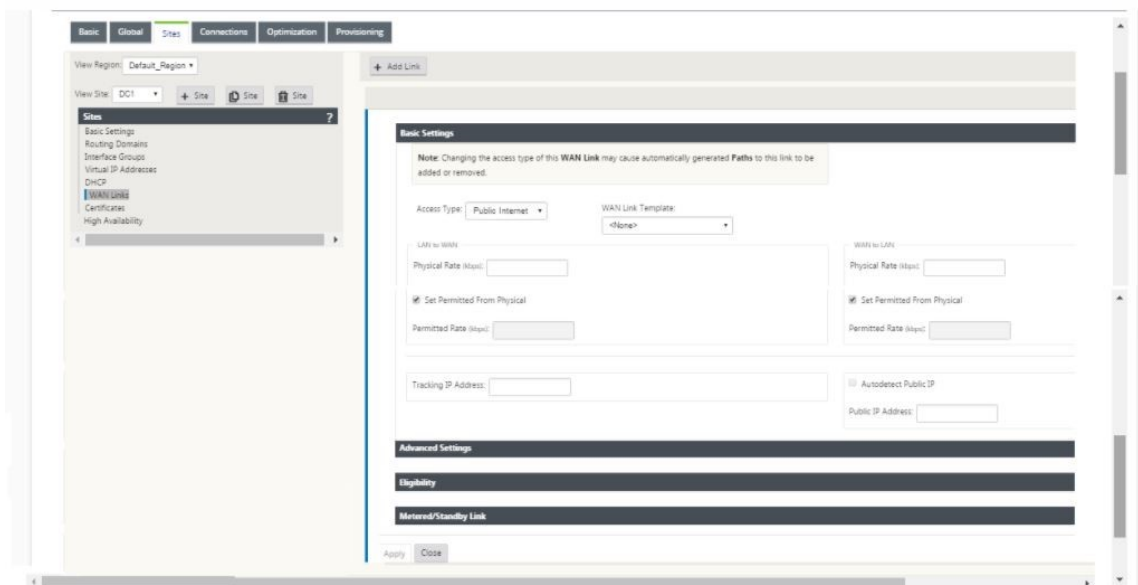 Basic Global Sites Connections Optimization Provisioning
View Region: Default_Region
View Site: DC1 + Site Site Site
Sites ?
Basic Settings
Routing Domains
Interface Groups
Virtual IP Addresses
DHCP
WAN Links
Certificates
High Availability
+ Add Link
Basic Settings
Note: Changing the access type of this WAN Link may cause automatically generated Paths to this link to be
added or removed.
Access Type: Public Internet
WAN Link Template:
<None>
LAN to WAN
Physical Rate (kbps):
Set Permitted From Physical
Permitted Rate (kbps):
WAN to LAN
Physical Rate (kbps):
Set Permitted From Physical
Permitted Rate (kbps):
Tracking IP Address:
Autodetect Public IP
Public IP Address:
Advanced Settings
Eligibility
Metered/Standby Link
Apply Close